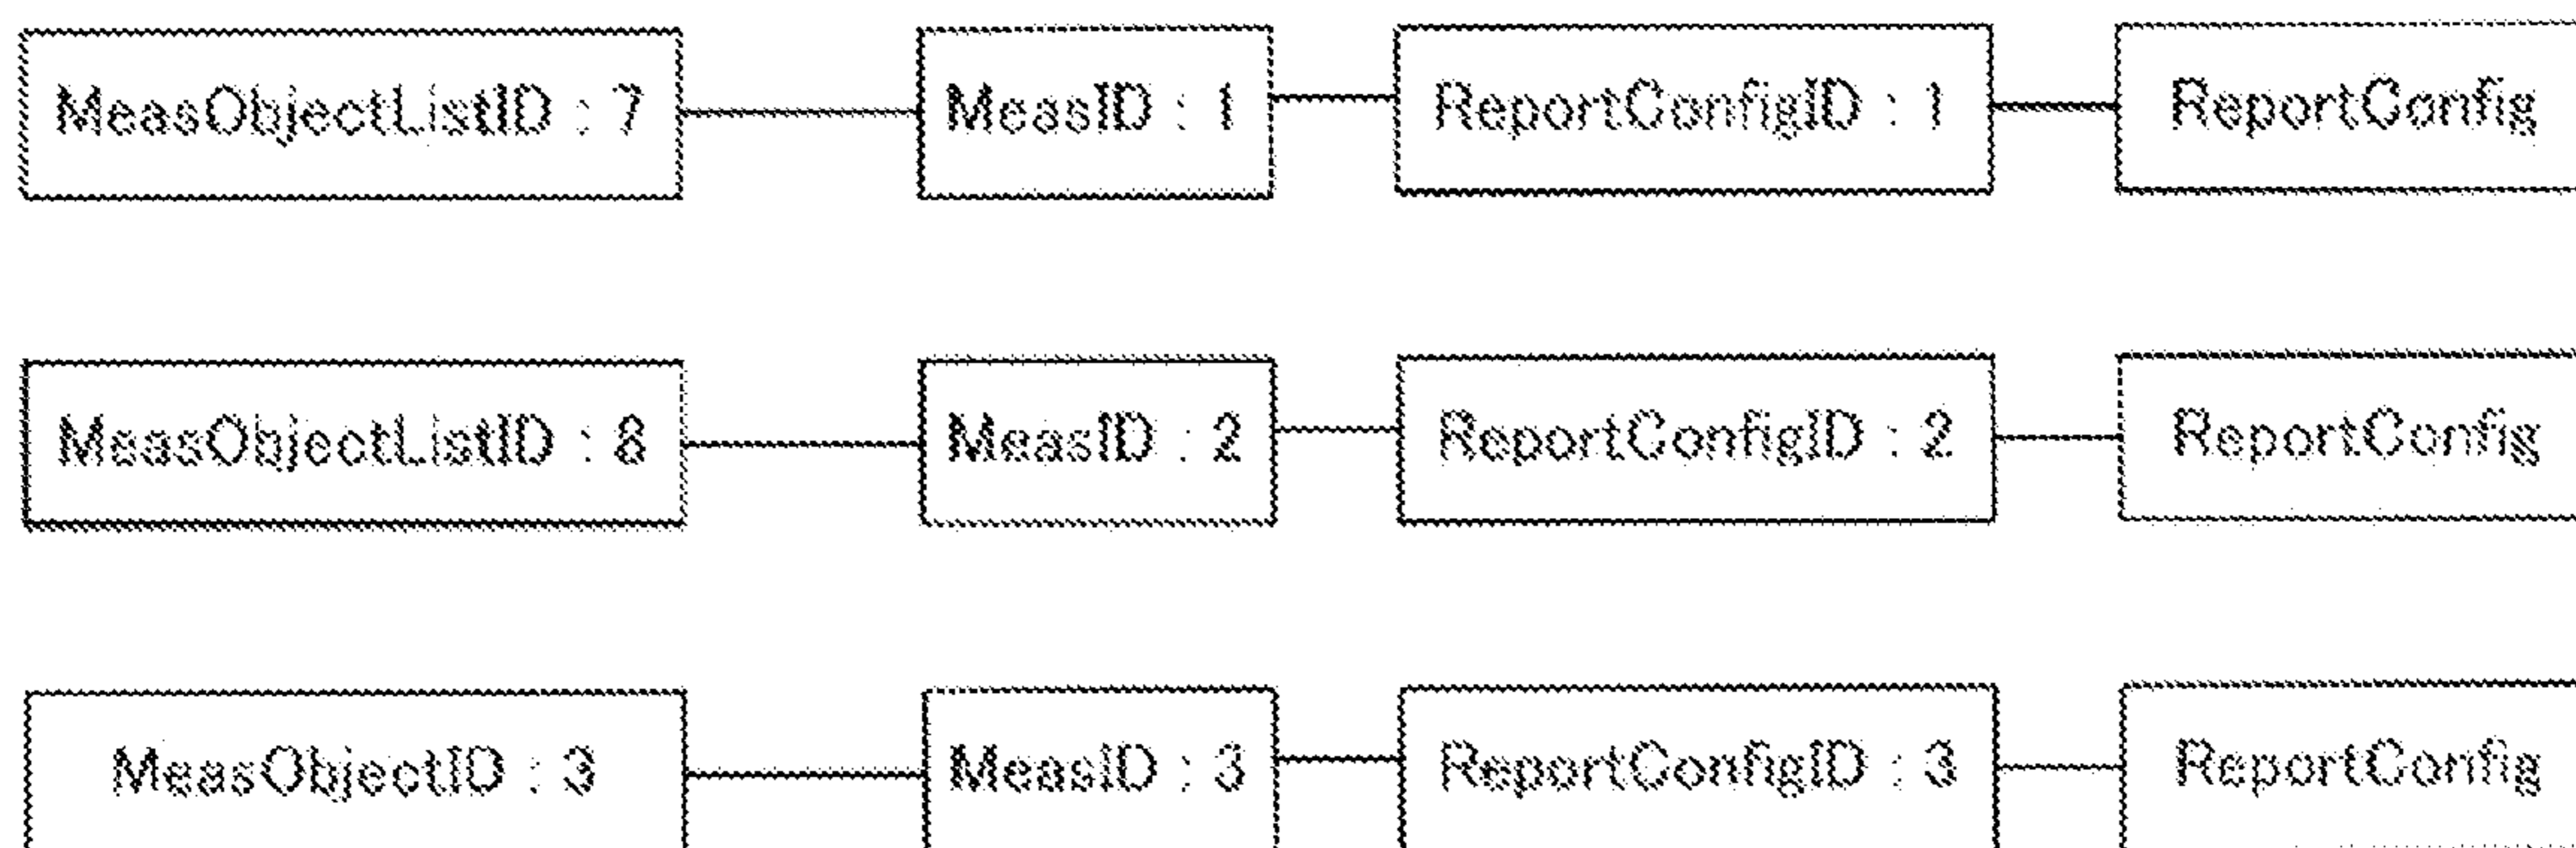 MeasObjectListID : 7 MeasID : 1 ReportConfigID : 1 ReportConfig
MeasObjectListID : 8 MeasID : 2 ReportConfigID : 2 ReportConfig
MeasObjectID : 3 MeasID : 3 ReportConfigID : 3 ReportConfig